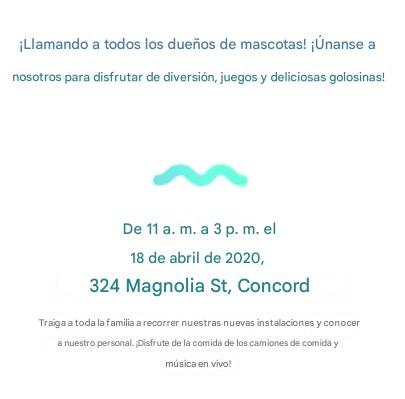 ¡Llamando a todos los dueños de mascotas! ¡Únanse a
nosotros para disfrutar de diversión, juegos y deliciosas golosinas!
De 11 a. m. a 3 p. m. el
18 de abril de 2020,
324 Magnolia St, Concord
Traiga a toda la familia a recorrer nuestras nuevas instalaciones y conocer
a nuestro personal. ¡Disfrute de la comida de los camiones de comida y
música en vivo!